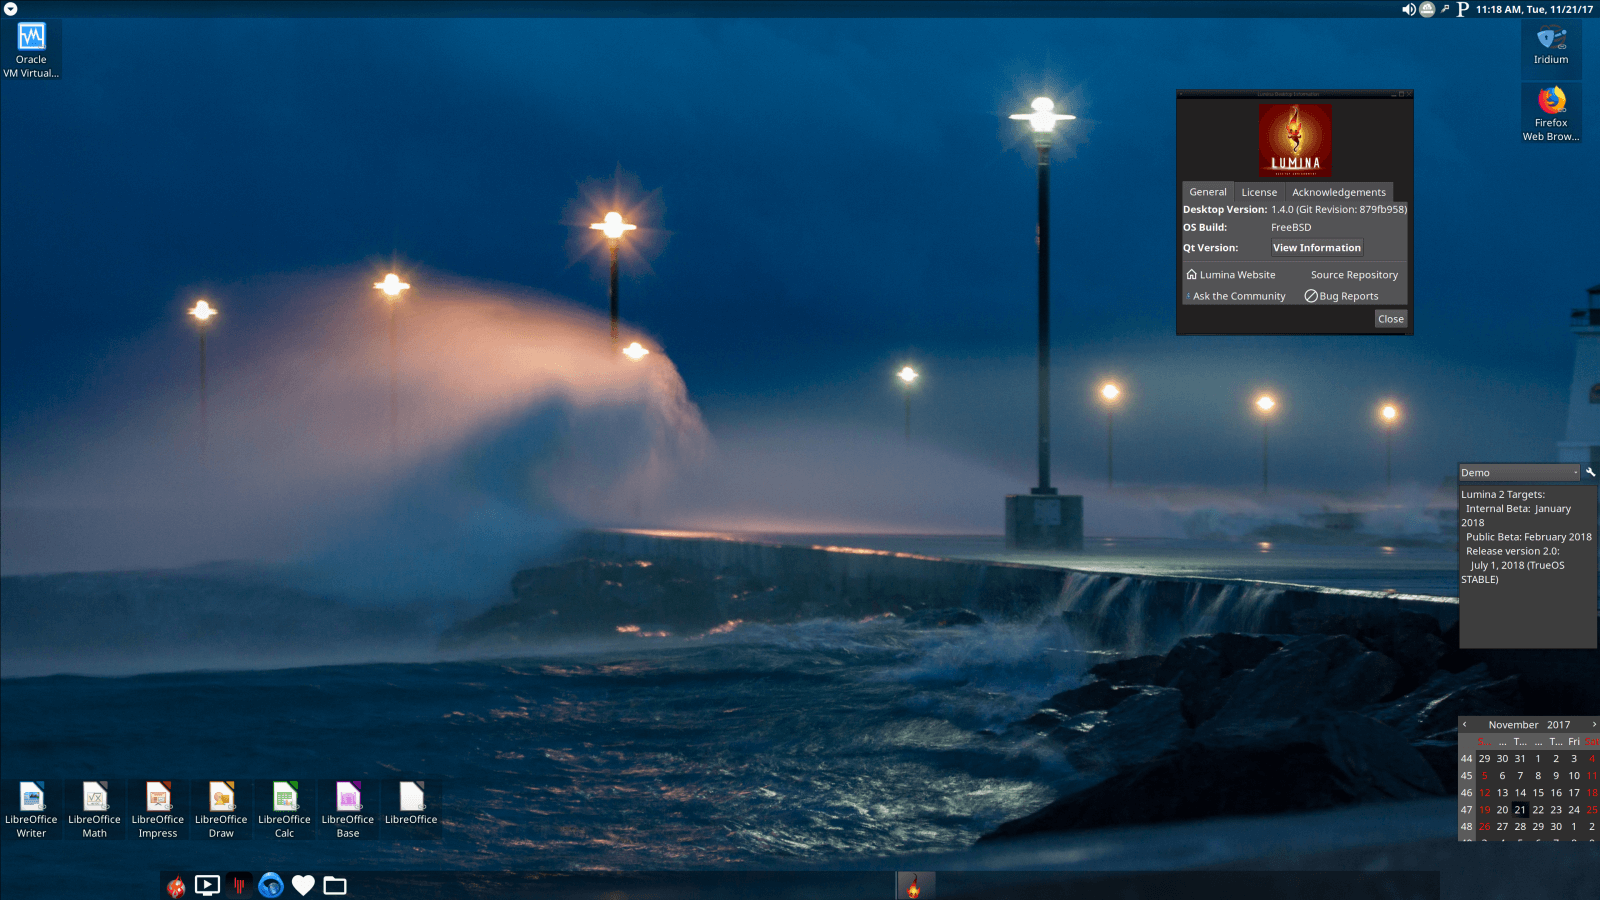 11:18 AM, Tue, 11/21/17
Oracle
VM Virtual...
Iridium
Firefox
Web Brow...
Lumina Desktop Information
LUMINA
General License Acknowledgements
Desktop Version: 1.4.0 (Git Revision: 879fb958)
OS Build: FreeBSD
Qt Version: View Information
Lumina Website Source Repository
Ask the Community Bug Reports
Close
Demo
Lumina 2 Targets:
Internal Beta: January
2018
Public Beta: February 2018
Release version 2.0:
July 1, 2018 (TrueOS
STABLE)
November 2017
S... ... T... ... T... Fri
44 29 30 31 1 2 3 4
45 5 6 7 8 9 10 11
46 12 13 14 15 16 17 18
47 19 20 21 22 23 24 25
48 26 27 28 29 30 1 2
LibreOffice
Writer
LibreOffice
Math
LibreOffice
Impress
LibreOffice
Draw
LibreOffice
Calc
LibreOffice
Base
LibreOffice